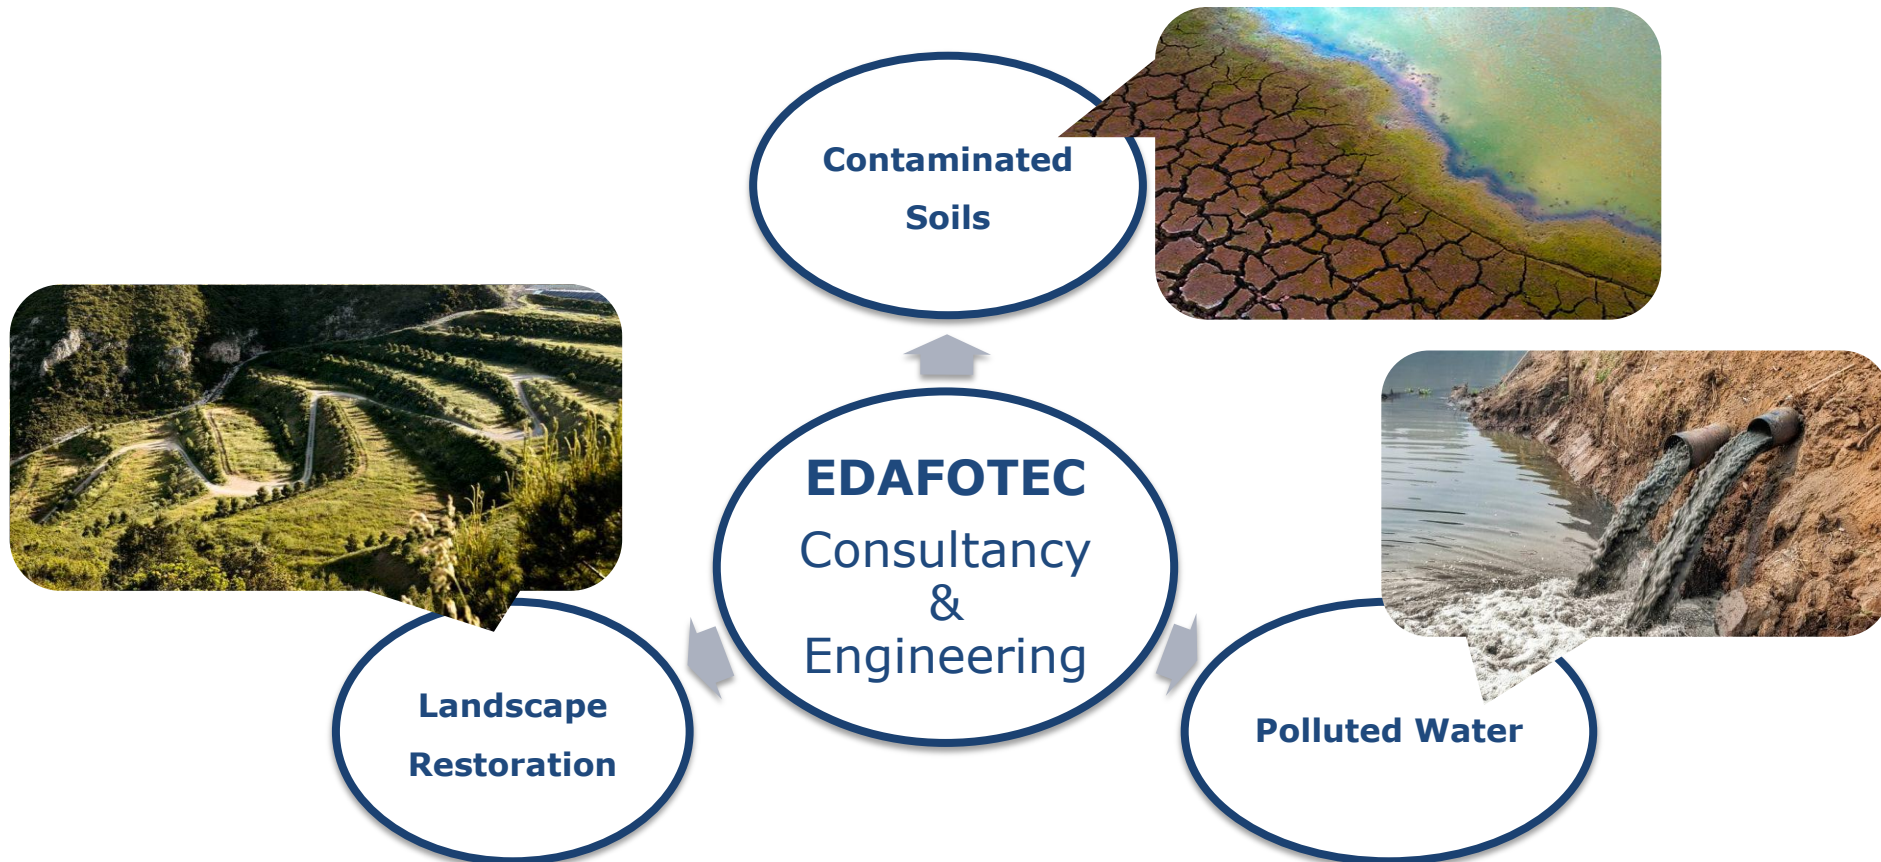 Contaminated
Soils
EDAFOTEC
Consultancy
&
Engineering
Landscape
Restoration
Polluted Water